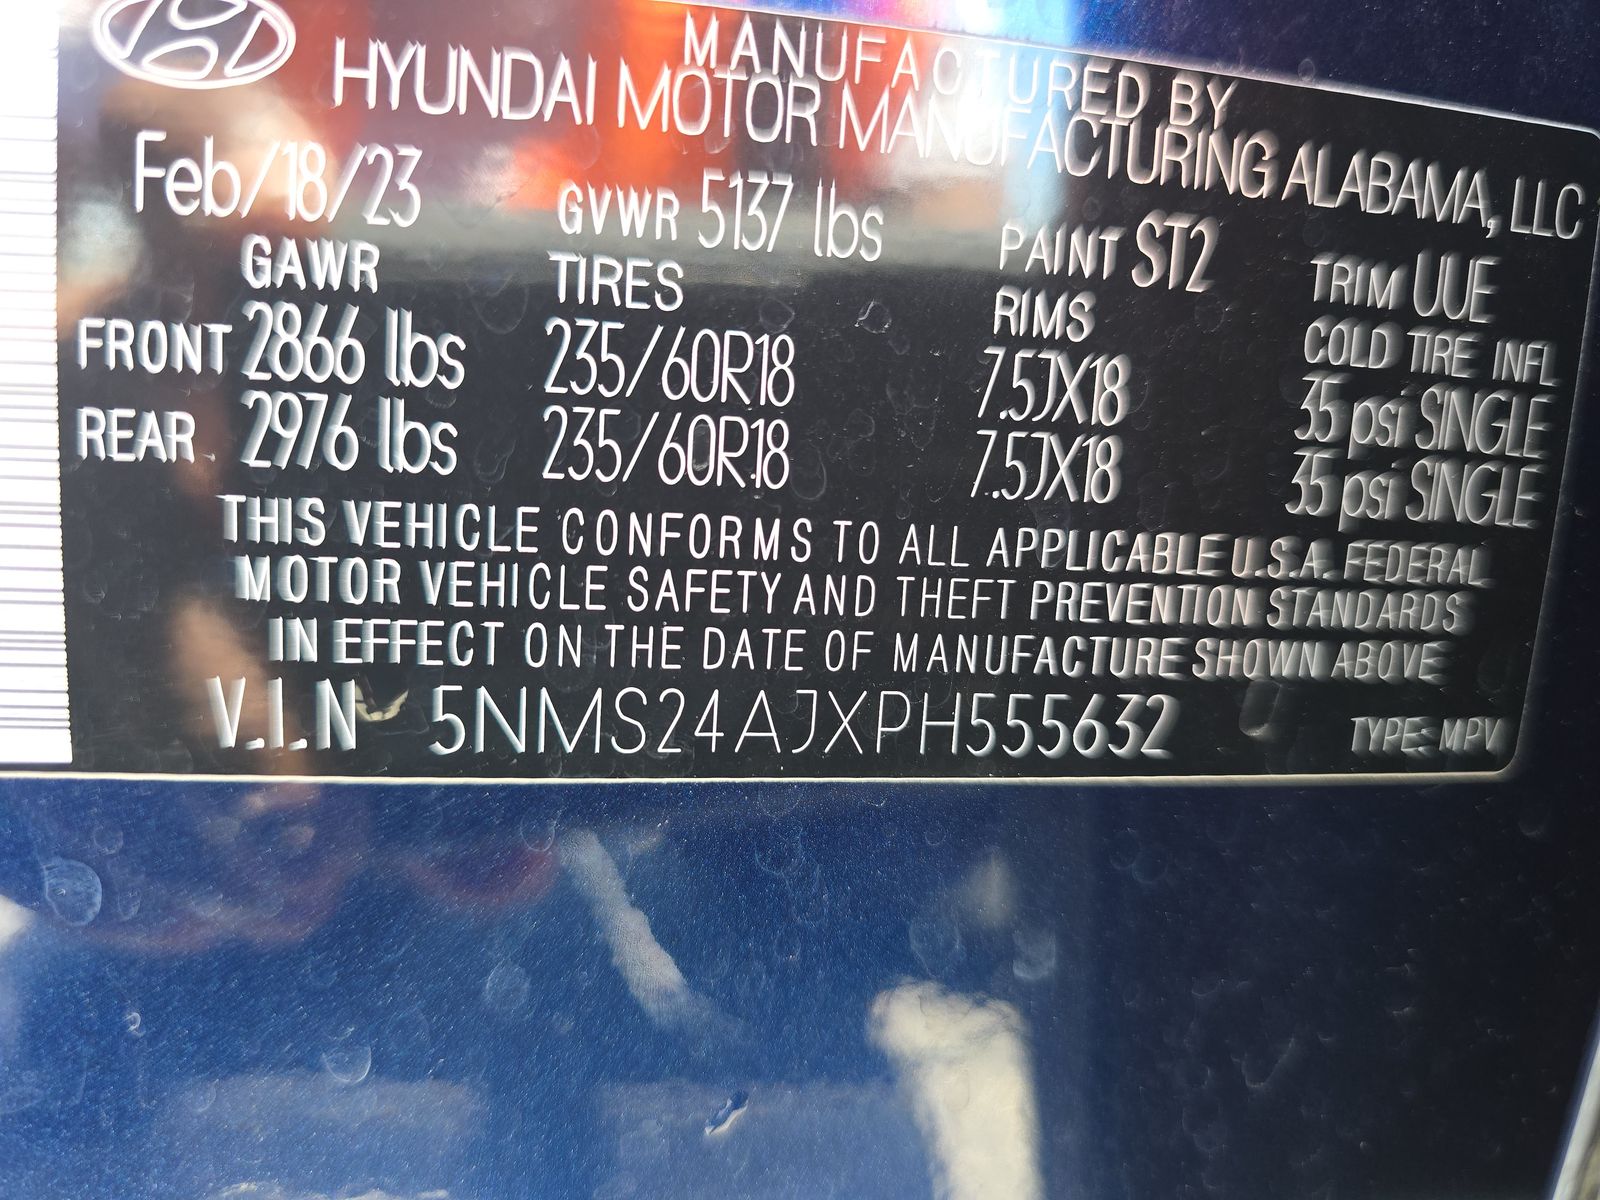 MANUFACTURED BY
HYUNDAI MOTOR MANUFACTURING ALABAMA, LLC
Feb/18/23 GVWR 5137 lbs PAINT ST2 TRIM UUE
GAWR TIRES RIMS COLD TIRE INFL
FRONT 2866 lbs 235/60R18 7.5JX18 35 psi SINGLE
REAR 2976 lbs 235/60R18 7.5JX18 35 psi SINGLE
THIS VEHICLE CONFORMS TO ALL APPLICABLE U.S.A. FEDERAL
MOTOR VEHICLE SAFETY AND THEFT PREVENTION STANDARDS
IN EFFECT ON THE DATE OF MANUFACTURE SHOWN ABOVE
V.I.N 5NMS24AJXPH555632 TYPE: MPV